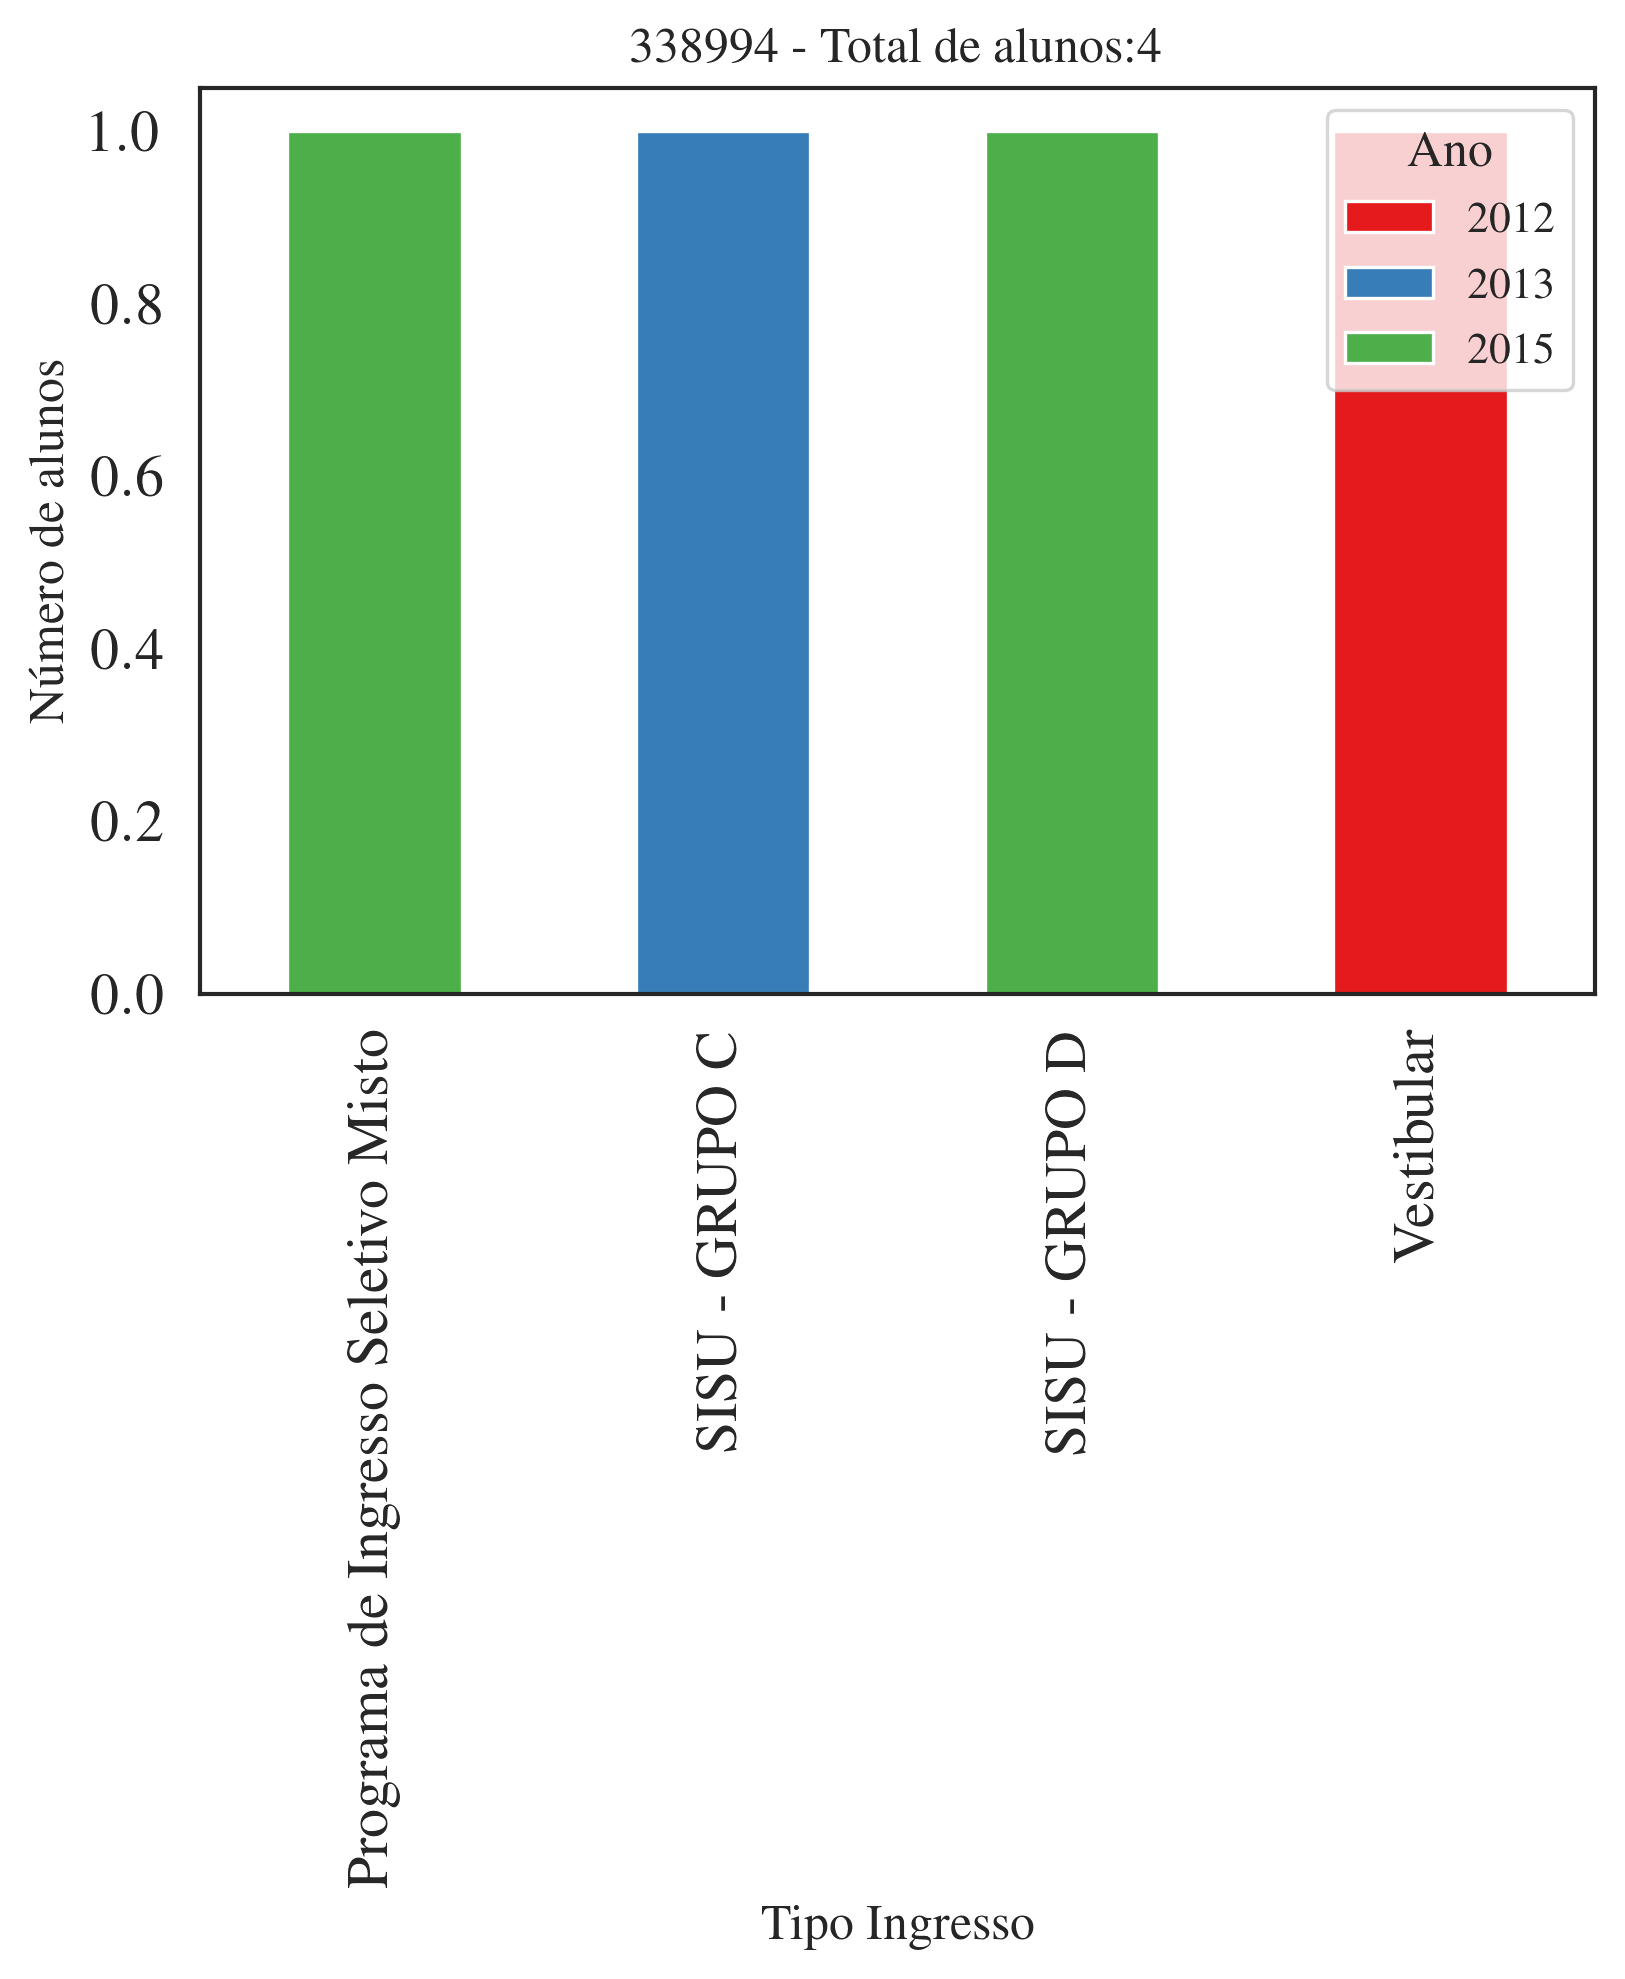 338994 - Total de alunos:4
Número de alunos
1.0
0.8
0.6
0.4
0.2
0.0
Ano
2012
2013
2015
Programa de Ingresso Seletivo Misto
SISU - GRUPO C
SISU - GRUPO D
Vestibular
Tipo Ingresso